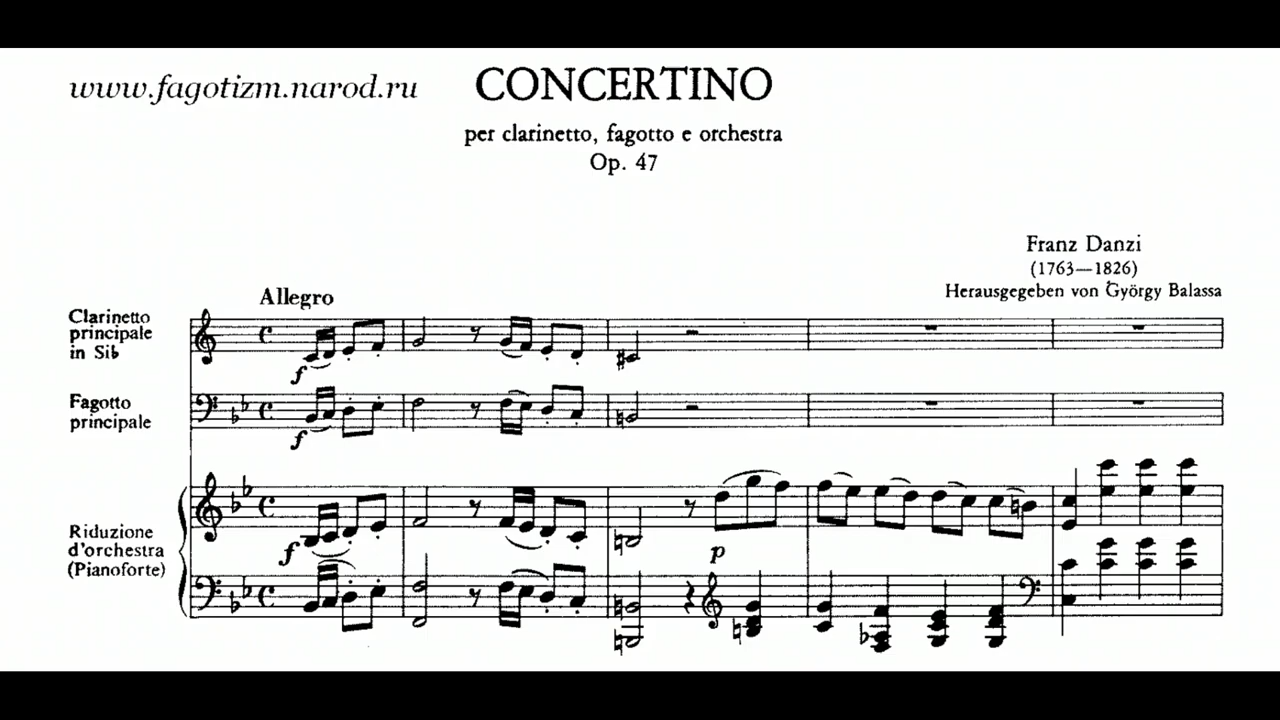 www.fagotizm.narod.ru
CONCERTINO
per clarinetto, fagotto e orchestra
Op. 47
Franz Danzi
(1763—1826)
Herausgegeben von György Balassa
Allegro
Clarinetto
principale
in Si♭
f
Fagotto
principale
f
Riduzione
d'orchestra
(Pianoforte)
f
p